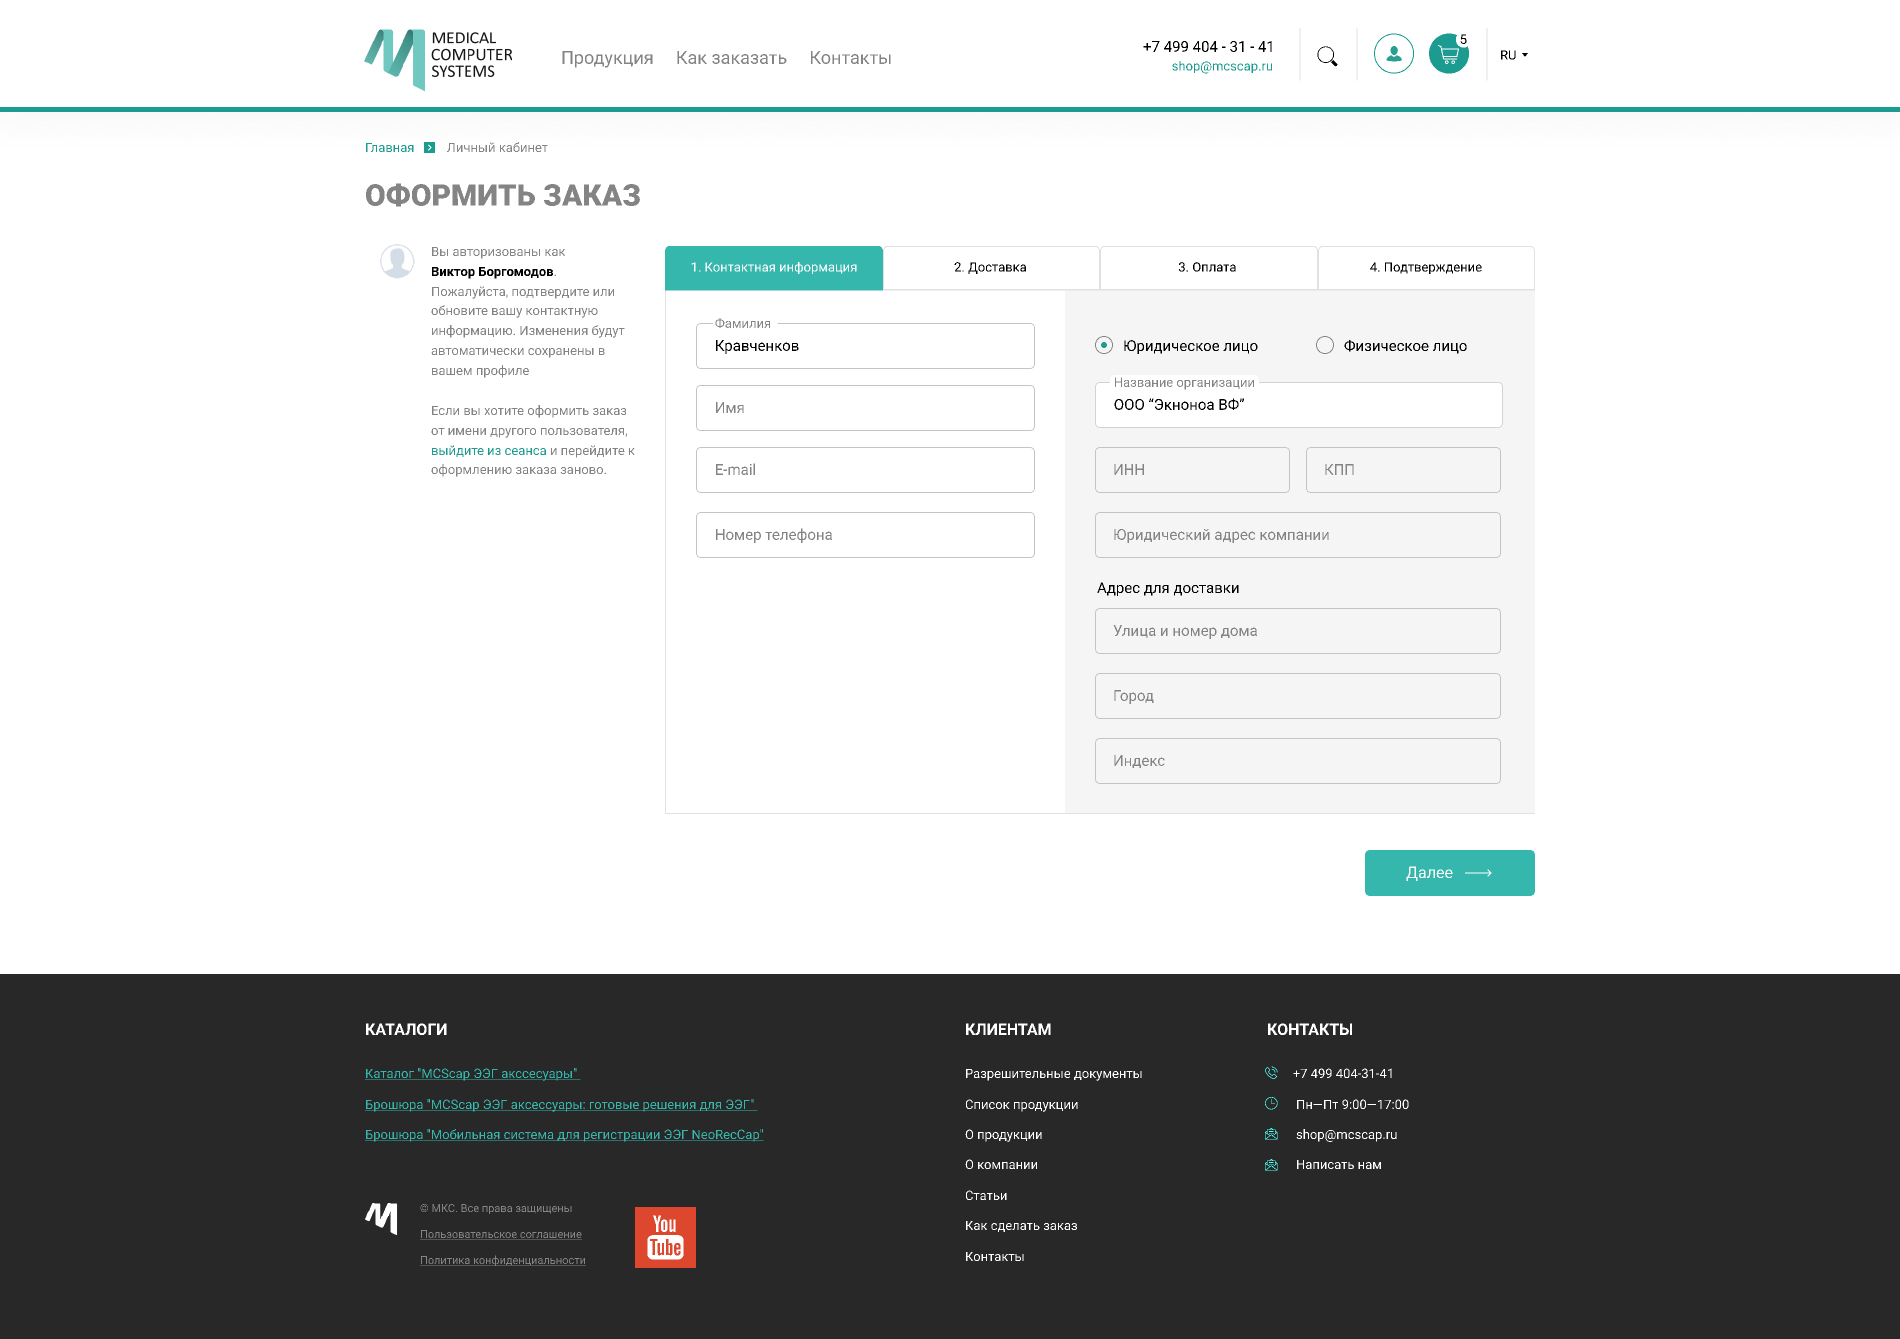 MEDICAL
COMPUTER
SYSTEMS
Продукция Как заказать Контакты
+7 499 404 - 31 - 41
shop@mcscap.ru
5
RU
Главная Личный кабинет
ОФОРМИТЬ ЗАКАЗ
Вы авторизованы как
Виктор Боргомодов.
Пожалуйста, подтвердите или
обновите вашу контактную
информацию. Изменения будут
автоматически сохранены в
вашем профиле
Если вы хотите оформить заказ
от имени другого пользователя,
выйдите из сеанса и перейдите к
оформлению заказа заново.
1. Контактная информация
2. Доставка
3. Оплата
4. Подтверждение
Фамилия
Кравченков
Имя
E-mail
Номер телефона
Юридическое лицо
Физическое лицо
Название организации
ООО “Экноноа ВФ”
ИНН
КПП
Юридический адрес компании
Адрес для доставки
Улица и номер дома
Город
Индекс
Далее
КАТАЛОГИ
Каталог "MCScap ЭЭГ акссесуары"
Брошюра "MCScap ЭЭГ аксессуары: готовые решения для ЭЭГ"
Брошюра "Мобильная система для регистрации ЭЭГ NeoRecCap"
© МКС. Все права защищены
Пользовательское соглашение
Политика конфиденциальности
You
Tube
КЛИЕНТАМ
Разрешительные документы
Список продукции
О продукции
О компании
Статьи
Как сделать заказ
Контакты
КОНТАКТЫ
+7 499 404-31-41
Пн—Пт 9:00—17:00
shop@mcscap.ru
Написать нам